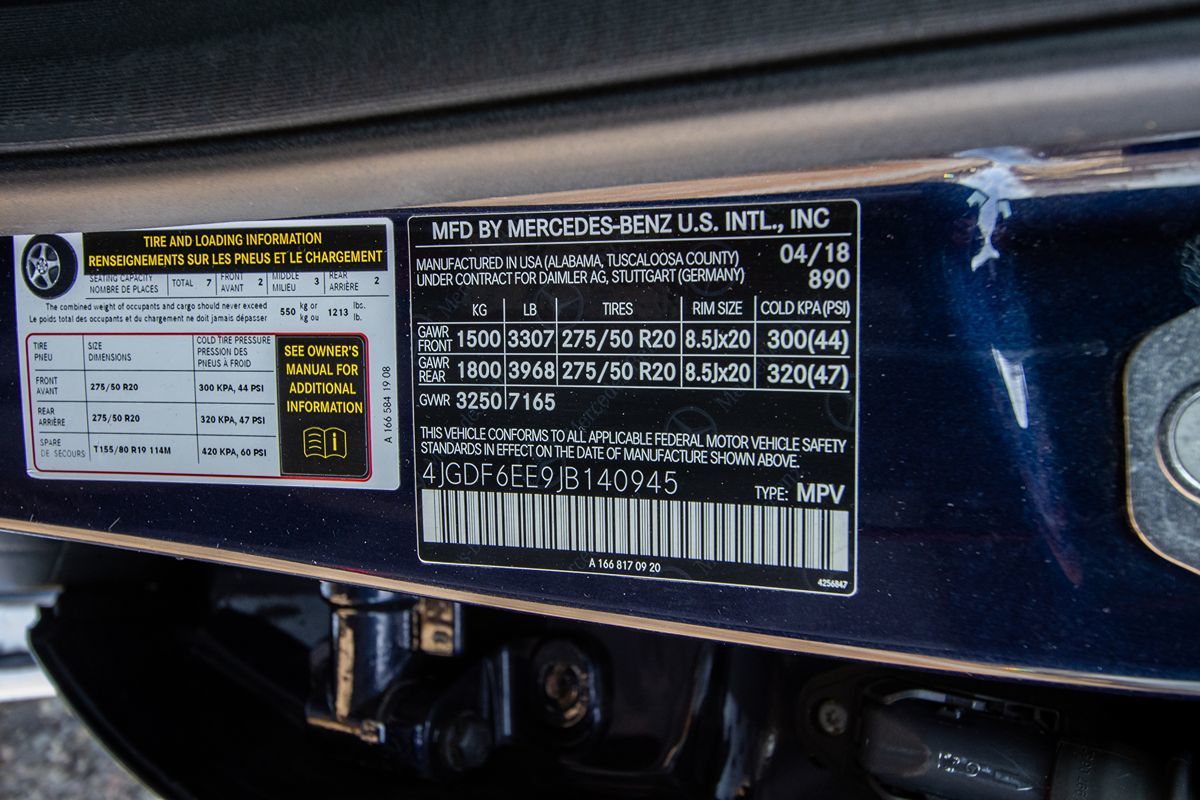 TIRE AND LOADING INFORMATION
RENSEIGNEMENTS SUR LES PNEUS ET LE CHARGEMENT
SEATING CAPACITY
NOMBRE DE PLACES
TOTAL 7
FRONT
AVANT 2
MIDDLE
MILIEU 3
REAR
ARRIÈRE 2
The combined weight of occupants and cargo should never exceed 550 kg or 1213 lbs.
Le poids total des occupants et du chargement ne doit jamais dépasser kg ou lb.
TIRE
PNEU
SIZE
DIMENSIONS
COLD TIRE PRESSURE
PRESSION DES
PNEUS À FROID
FRONT
AVANT
275/50 R20
300 KPA, 44 PSI
REAR
ARRIÈRE
275/50 R20
320 KPA, 47 PSI
SPARE
DE SECOURS
T155/80 R19 114M
420 KPA, 60 PSI
SEE OWNER'S
MANUAL FOR
ADDITIONAL
INFORMATION
A 166 584 19 08
MFD BY MERCEDES-BENZ U.S. INTL., INC
MANUFACTURED IN USA (ALABAMA, TUSCALOOSA COUNTY) 04/18
UNDER CONTRACT FOR DAIMLER AG, STUTTGART (GERMANY) 890
KG LB TIRES RIM SIZE COLD KPA(PSI)
GAWR
FRONT 1500 3307 275/50 R20 8.5Jx20 300(44)
GAWR
REAR 1800 3968 275/50 R20 8.5Jx20 320(47)
GVWR 3250 7165
THIS VEHICLE CONFORMS TO ALL APPLICABLE FEDERAL MOTOR VEHICLE SAFETY
STANDARDS IN EFFECT ON THE DATE OF MANUFACTURE SHOWN ABOVE.
4JGDF6EE9JB140945
TYPE: MPV
A 166 817 09 20
4256847